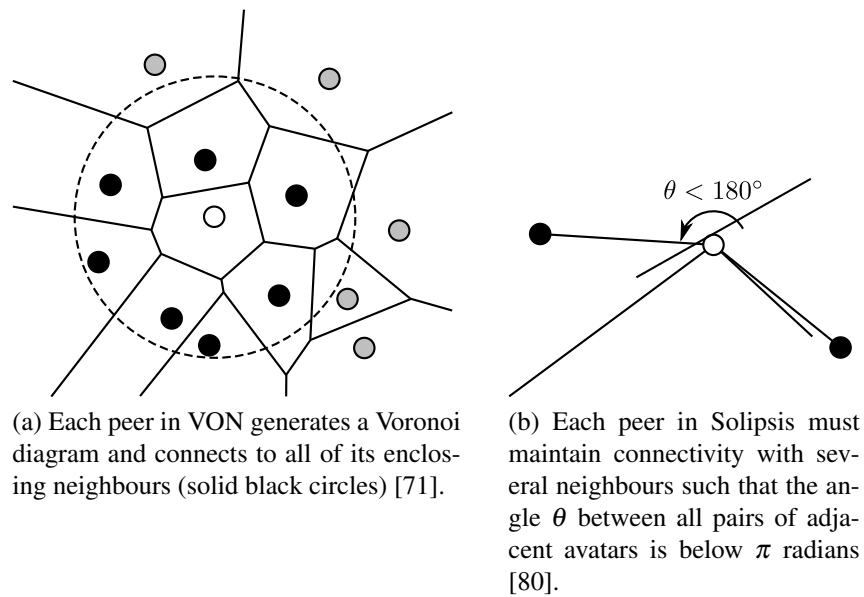 θ < 180°
(a) Each peer in VON generates a Voronoi
diagram and connects to all of its enclos-
ing neighbours (solid black circles) [71].
(b) Each peer in Solipsis must
maintain connectivity with sev-
eral neighbours such that the an-
gle θ between all pairs of adja-
cent avatars is below π radians
[80].